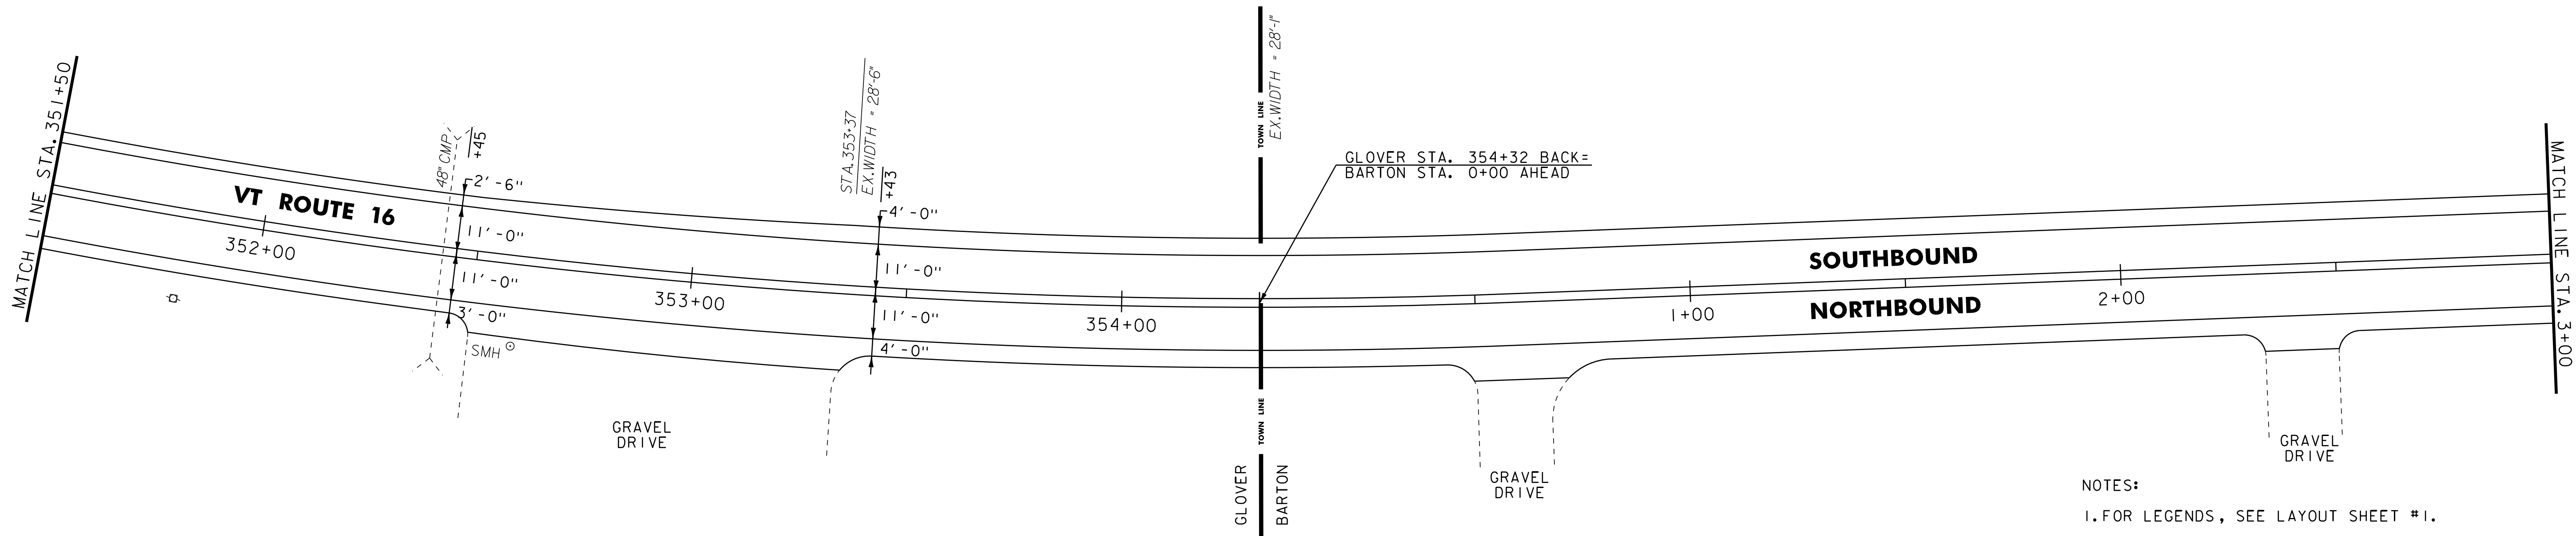 MATCH LINE STA. 351+50
VT ROUTE 16
352+00
48" CMP
+45
2'-6"
11'-0"
11'-0"
3'-0"
SMH
GRAVEL
DRIVE
353+00
STA.353+37
EX.WIDTH = 28'-6"
+43
4'-0"
11'-0"
11'-0"
4'-0"
354+00
TOWN LINE
EX.WIDTH = 28'-1"
GLOVER STA. 354+32 BACK=
BARTON STA. 0+00 AHEAD
TOWN LINE
GLOVER
BARTON
GRAVEL
DRIVE
1+00
SOUTHBOUND
NORTHBOUND
2+00
GRAVEL
DRIVE
MATCH LINE STA. 3+00
NOTES:
1. FOR LEGENDS, SEE LAYOUT SHEET #1.